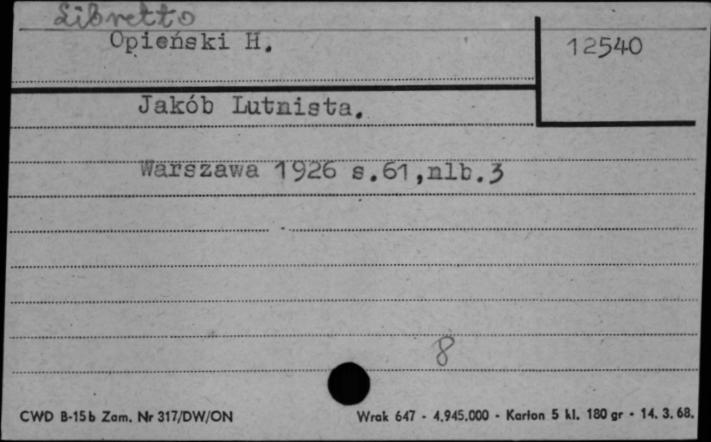 Libretto
Opieński H.
12540
Jakób Lutnista.
Warszawa 1926 s.61,nlb.3
8
CWD B-15b Zam. Nr 317/DW/ON
Wrak 647 - 4.945.000 - Karton 5 kl. 180 gr - 14. 3. 68.